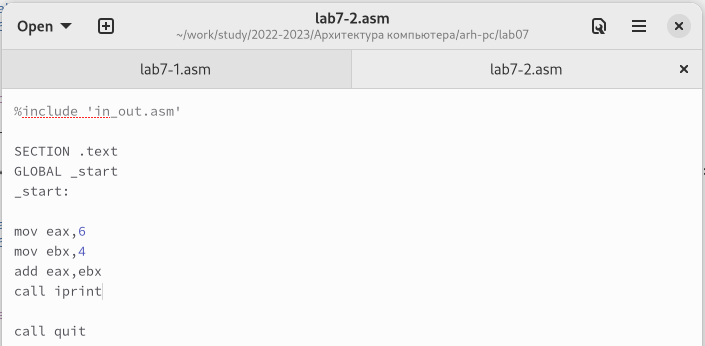 Open
lab7-2.asm
~/work/study/2022-2023/Архитектура компьютера/arh-pc/lab07
lab7-1.asm
lab7-2.asm
%include 'in_out.asm'
SECTION .text
GLOBAL _start
_start:
mov eax,6
mov ebx,4
add eax,ebx
call iprint
call quit